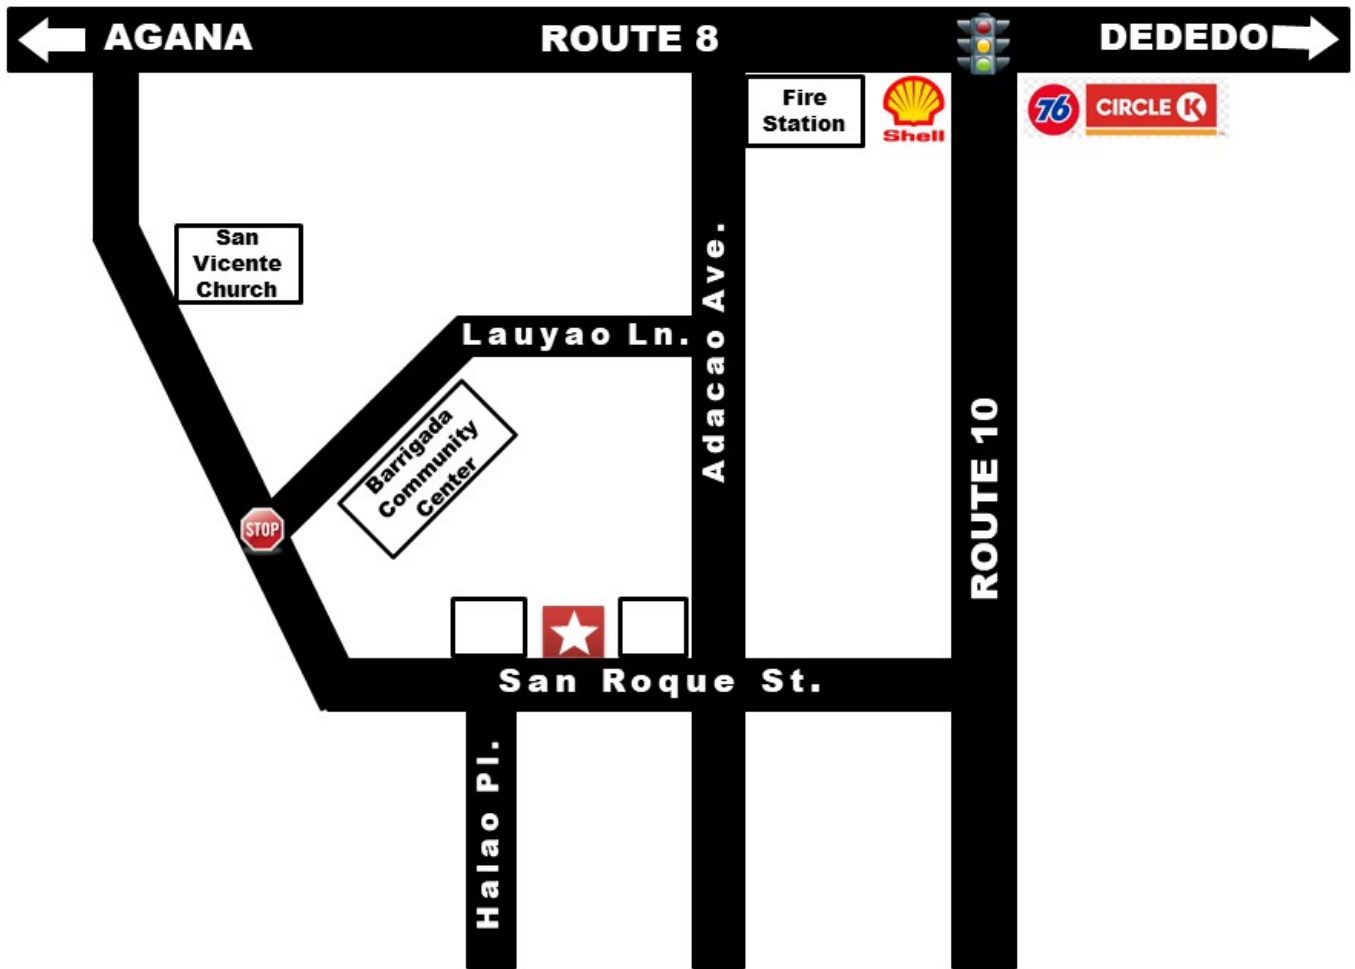 AGANA
ROUTE 8
DEDEDO
Fire
Station
Shell
76
CIRCLE K
San
Vicente
Church
Lauyao Ln.
Adacao Ave.
Barrigada
Community
Center
ROUTE 10
STOP
San Roque St.
Halao Pl.